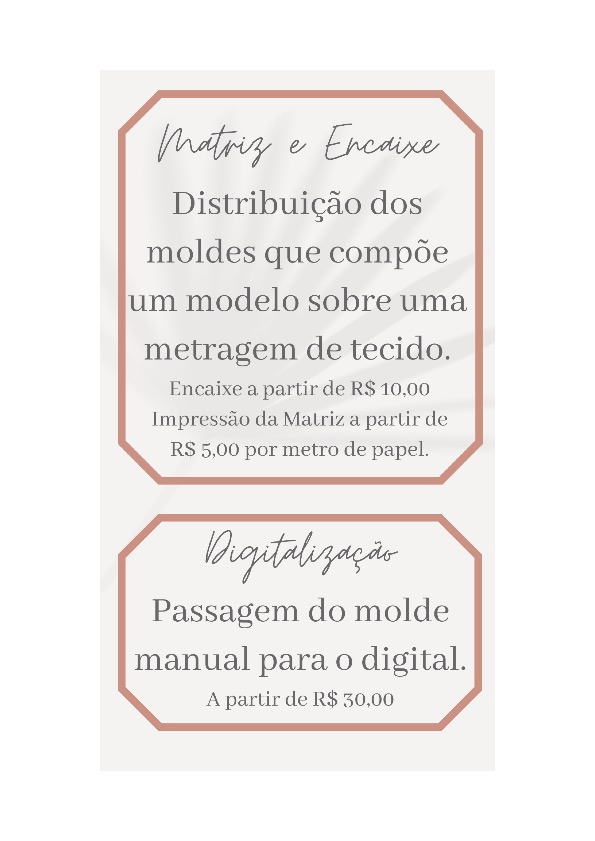 Matriz e Encaixe
Distribuição dos
moldes que compõe
um modelo sobre uma
metragem de tecido.
Encaixe a partir de R$ 10,00
Impressão da Matriz a partir de
R$ 5,00 por metro de papel.
Digitalização
Passagem do molde
manual para o digital.
A partir de R$ 30,00